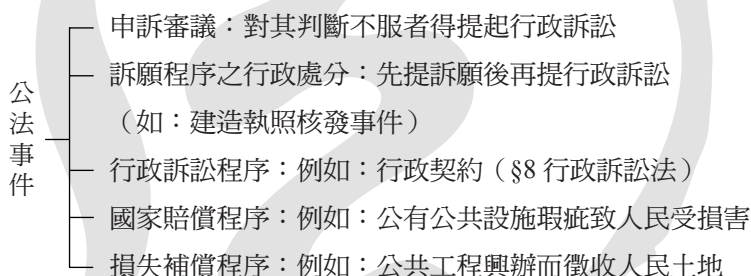 公法事件
申訴審議：對其判斷不服者得提起行政訴訟
訴願程序之行政處分：先提訴願後再提行政訴訟
（如：建造執照核發事件）
行政訴訟程序：例如：行政契約（§8 行政訴訟法）
國家賠償程序：例如：公有公共設施瑕疵致人民受損害
損失補償程序：例如：公共工程興辦而徵收人民土地